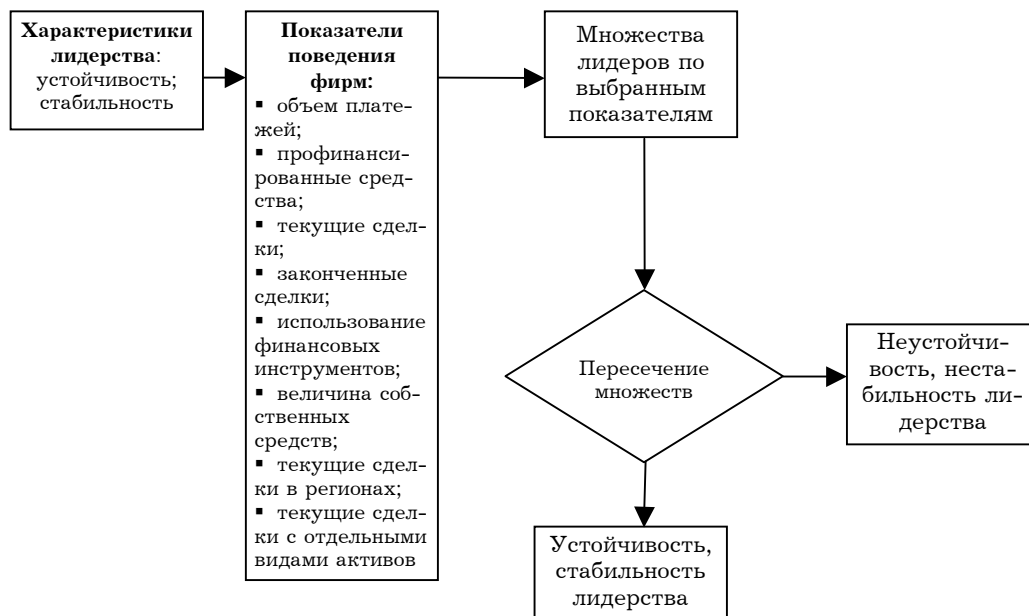 Характеристики
лидерства:
устойчивость;
стабильность
Показатели
поведения
фирм:
▪ объем плате-
жей;
▪ профинанси-
рованные сред-
ства;
▪ текущие сдел-
ки;
▪ законченные
сделки;
▪ использование
финансовых
инструментов;
▪ величина соб-
ственных
средств;
▪ текущие сдел-
ки в регионах;
▪ текущие сдел-
ки с отдельными
видами активов
Множества
лидеров по
выбранным
показателям
Пересечение
множеств
Неустойчи-
вость, неста-
бильность ли-
дерства
Устойчивость,
стабильность
лидерства